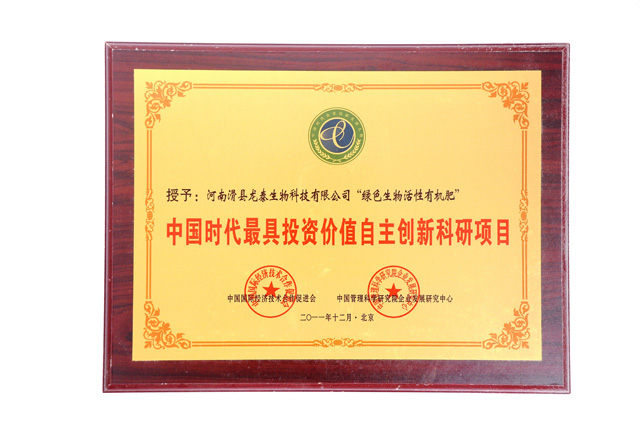 授予：河南滑县龙泰生物科技有限公司“绿色生物活性有机肥”
中国时代最具投资价值自主创新科研项目
中国国际经济技术合作促进会 中国管理科学研究院企业发展研究中心
二〇一一年十二月·北京